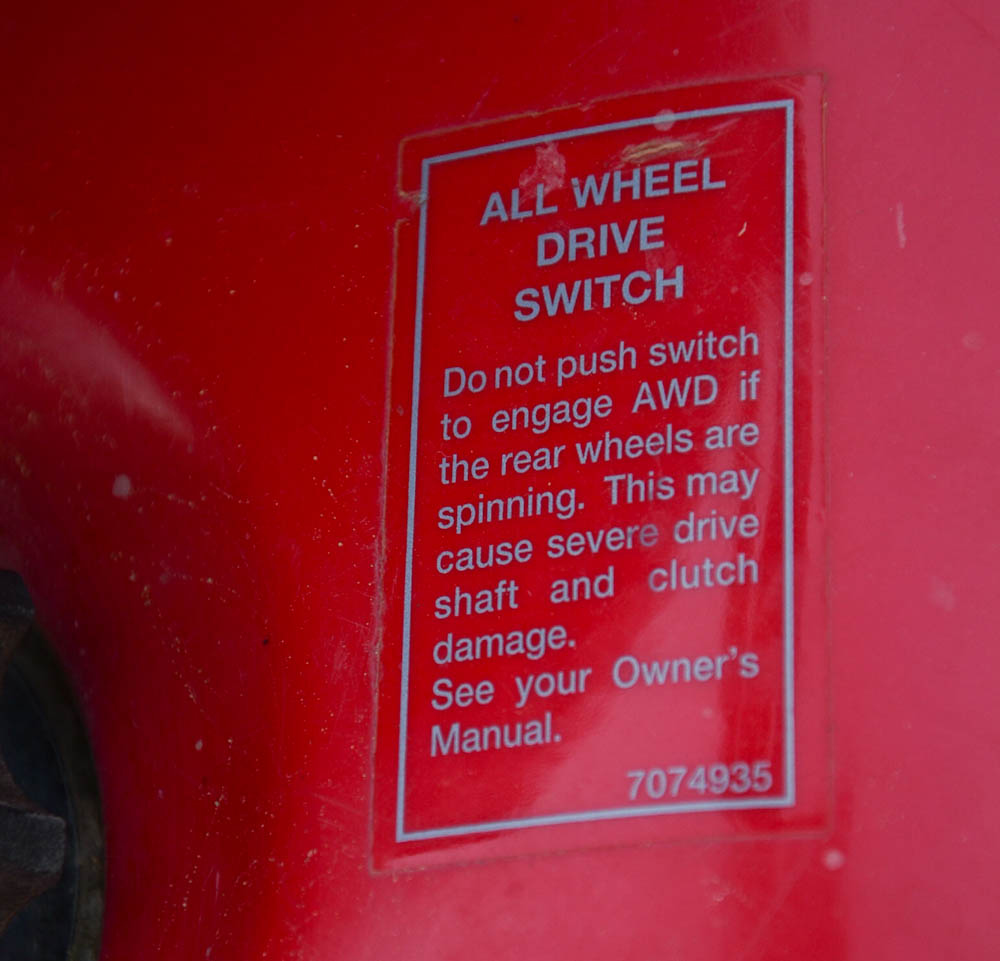 ALL WHEEL
DRIVE
SWITCH
Do not push switch
to engage AWD if
the rear wheels are
spinning. This may
cause severe drive
shaft and clutch
damage.
See your Owner's
Manual.
7074935